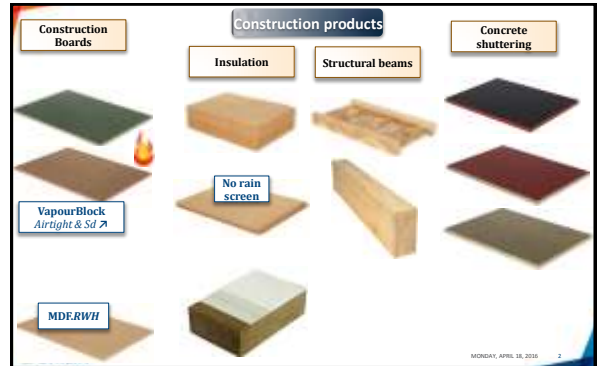 Construction products
Construction
Boards
Insulation
Structural beams
Concrete
shuttering
VapourBlock
Airtight & Sd ↗
No rain
screen
MDF.RWH
MONDAY, APRIL 18, 2016
2